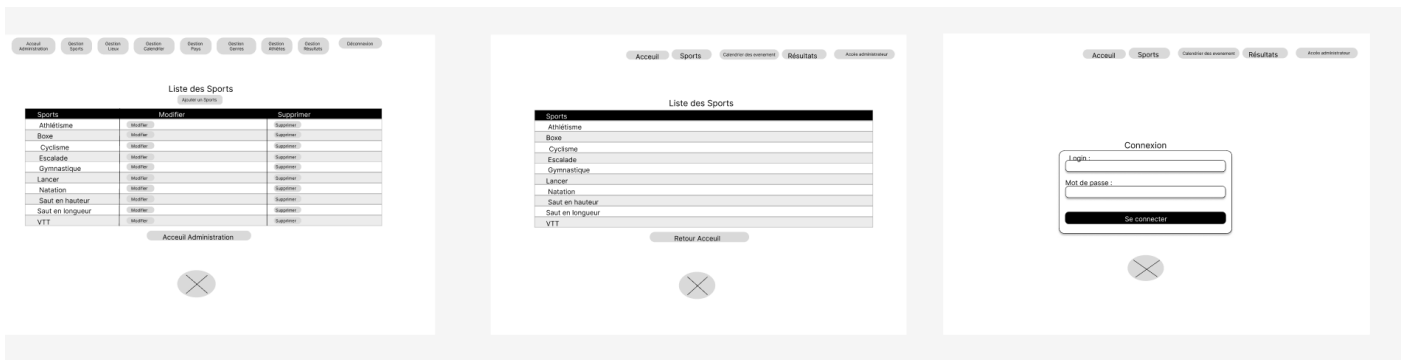 Acceuil Administration
Gestion Sports
Gestion Lieux
Gestion Calendrier
Gestion Pays
Gestion Genres
Gestion Athlètes
Gestion Résultats
Déconnexion
Liste des Sports
Ajouter un Sports
Sports Modifier Supprimer
Athlétisme Modifier Supprimer
Boxe Modifier Supprimer
Cyclisme Modifier Supprimer
Escalade Modifier Supprimer
Gymnastique Modifier Supprimer
Lancer Modifier Supprimer
Natation Modifier Supprimer
Saut en hauteur Modifier Supprimer
Saut en longueur Modifier Supprimer
VTT Modifier Supprimer
Acceuil Administration
Acceuil Sports Calendrier des evenement Résultats Accès administrateur
Liste des Sports
Sports
Athlétisme
Boxe
Cyclisme
Escalade
Gymnastique
Lancer
Natation
Saut en hauteur
Saut en longueur
VTT
Retour Acceuil
Acceuil Sports Calendrier des evenement Résultats Accès administrateur
Connexion
Login :
Mot de passe :
Se connecter